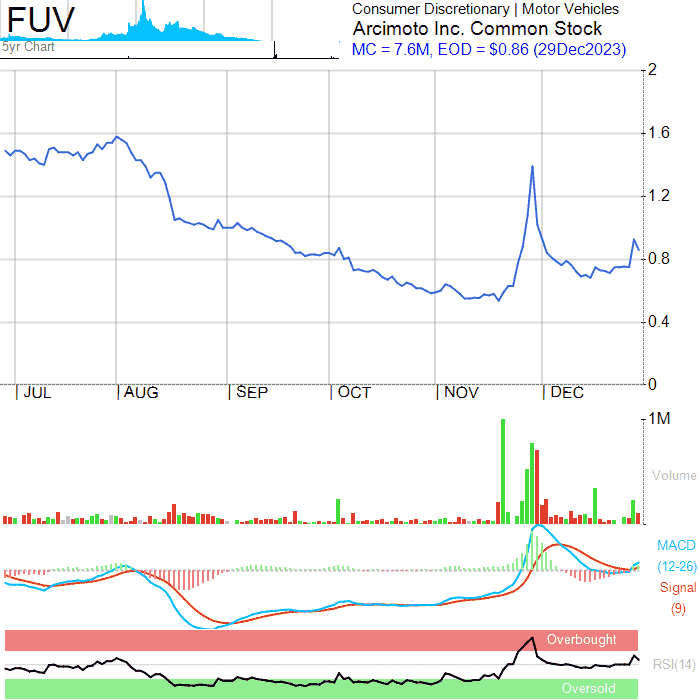 FUV
Consumer Discretionary | Motor Vehicles
Arcimoto Inc. Common Stock
MC = 7.6M, EOD = $0.86 (29Dec2023)
5yr Chart
2
1.6
1.2
0.8
0.4
0
JUL AUG SEP OCT NOV DEC
1M
Volume
MACD
(12-26)
Signal
(9)
Overbought
RSI(14)
Oversold